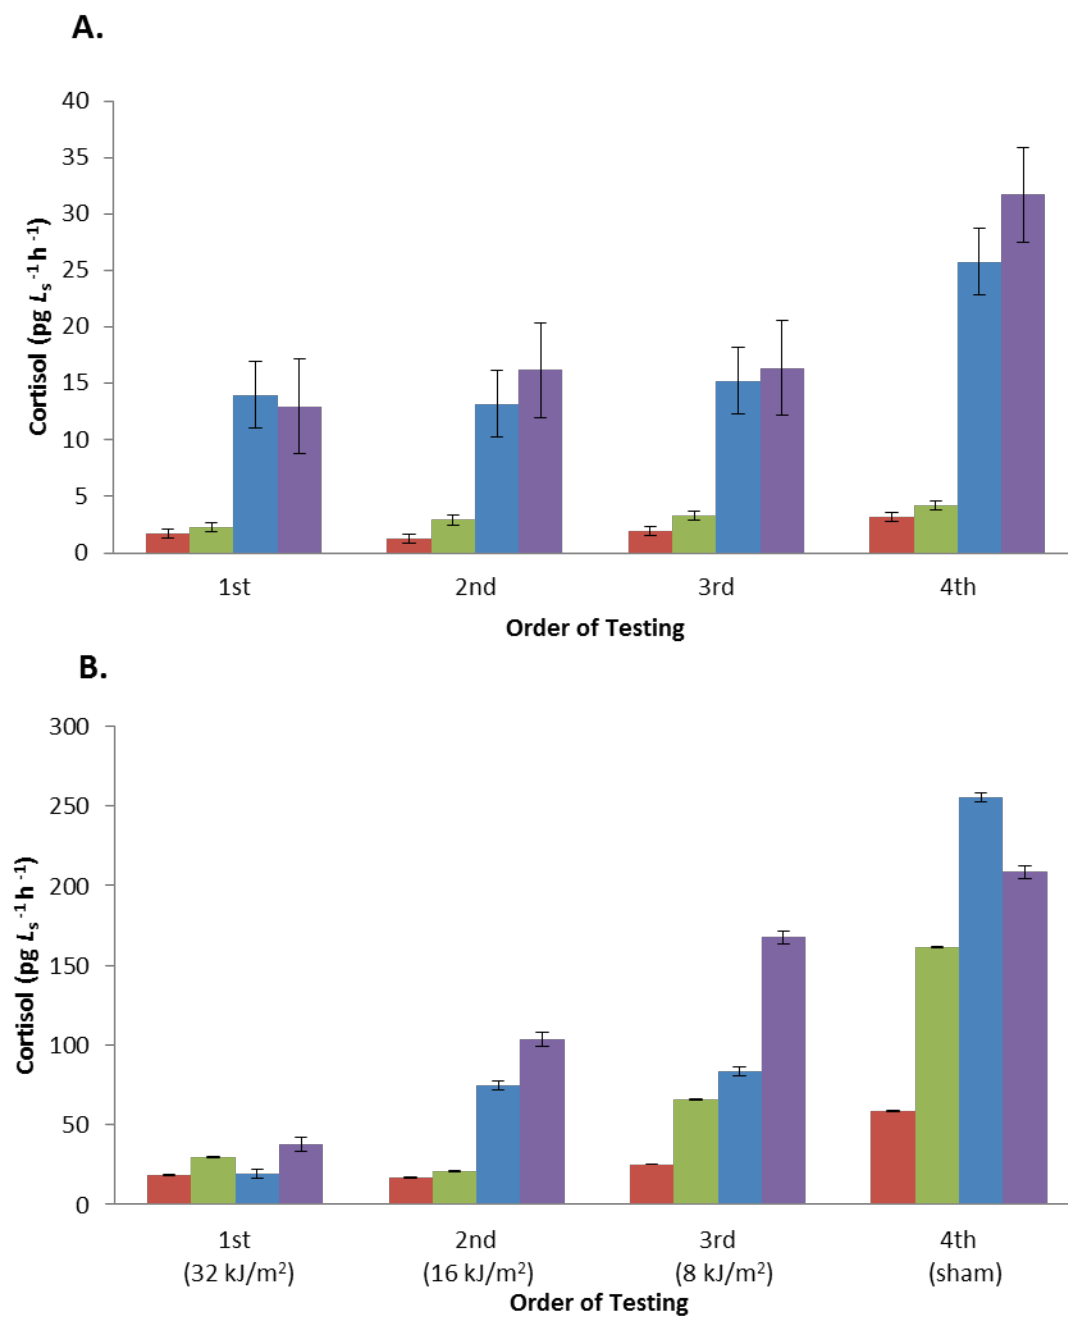 A.
40
35
30
25
20
15
10
5
0
Cortisol (pg Ls -1 h -1)
1st 2nd 3rd 4th
Order of Testing
B.
300
250
200
150
100
50
0
Cortisol (pg Ls -1 h -1)
1st 2nd 3rd 4th
(32 kJ/m²) (16 kJ/m²) (8 kJ/m²) (sham)
Order of Testing